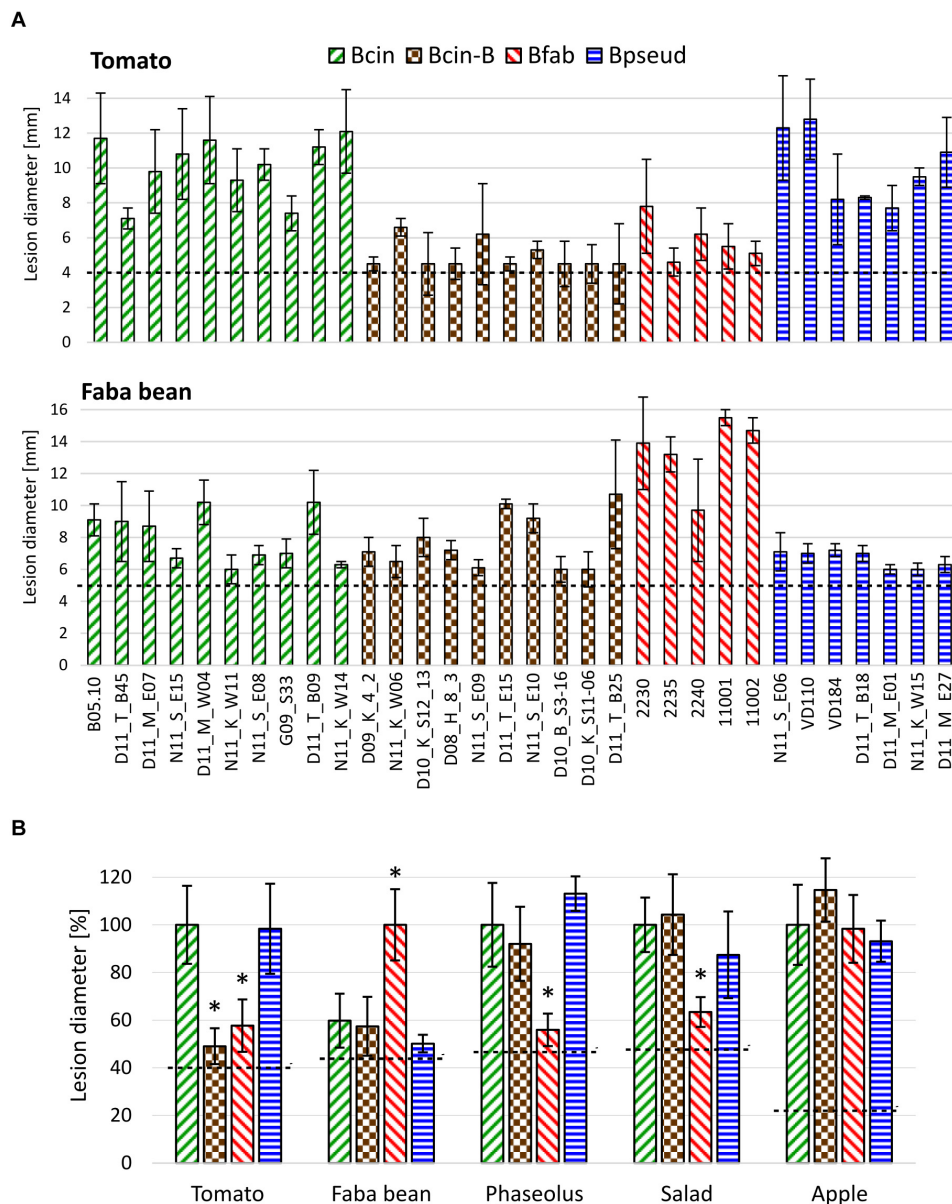 A
Tomato
Bcin Bcin-B Bfab Bpseud
Lesion diameter [mm]
14
12
10
8
6
4
2
0
Faba bean
Lesion diameter [mm]
16
14
12
10
8
6
4
2
0
B05.10
D11_T_B45
D11_M_E07
N11_S_E15
D11_M_W04
N11_K_W11
N11_S_E08
G09_S33
D11_T_B09
N11_K_W14
D09_K_4_2
N11_K_W06
D10_K_S12_13
D08_H_8_3
N11_S_E09
D11_T_E15
N11_S_E10
D10_B_S3-16
D10_K_S11-06
D11_T_B25
2230
2235
2240
11001
11002
N11_S_E06
VD110
VD184
D11_T_B18
D11_M_E01
N11_K_W15
D11_M_E27
B
Lesion diameter [%]
120
100
80
60
40
20
0
* * * * *
Tomato Faba bean Phaseolus Salad Apple